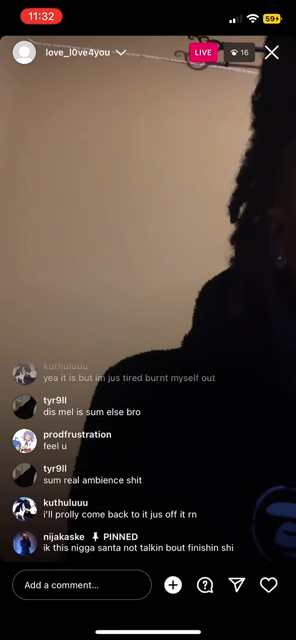 11:32
59
love_l0ve4you
LIVE
16
kuthuluuu
yea it is but im jus tired burnt myself out
tyr9ll
dis mel is sum else bro
prodfrustration
feel u
tyr9ll
sum real ambience shit
kuthuluuu
i'll prolly come back to it jus off it rn
nijakaske PINNED
ik this nigga santa not talkin bout finishin shi
Add a comment...